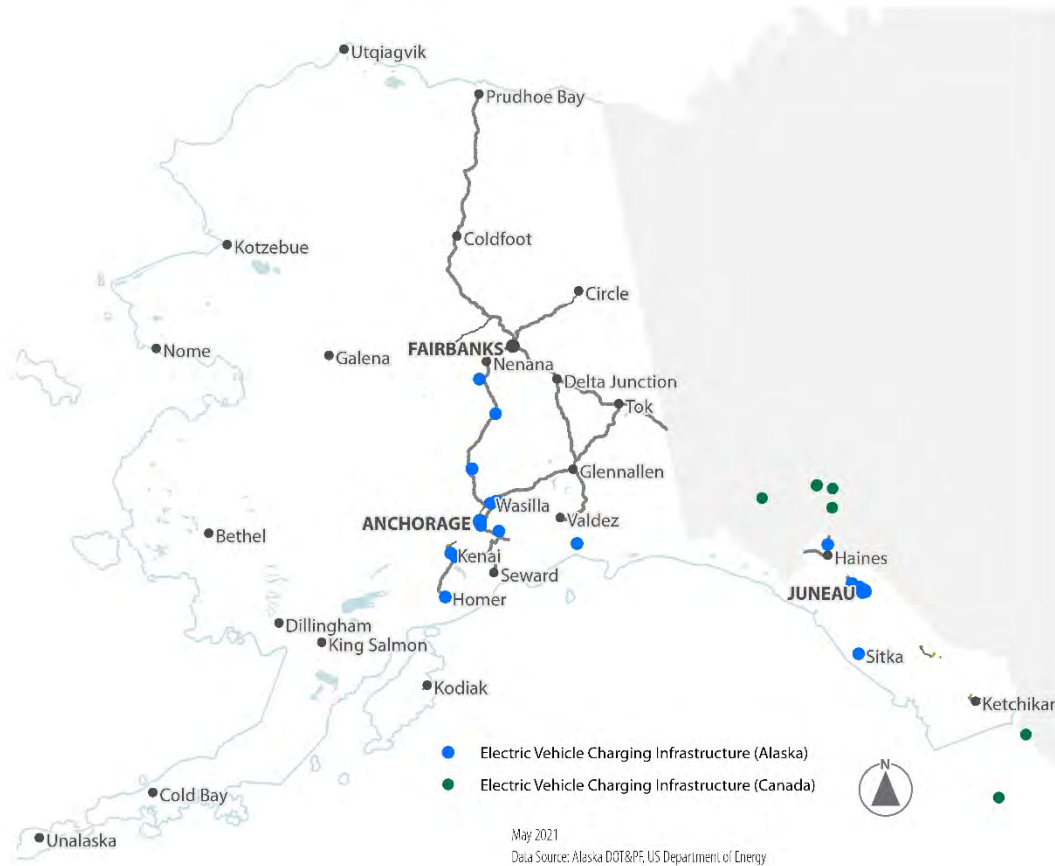 Utqiagvik
Prudhoe Bay
Coldfoot
Kotzebue
Circle
FAIRBANKS
Nome
Galena
Nenana
Delta Junction
Tok
Glennallen
Wasilla
ANCHORAGE
Valdez
Bethel
Kenai
Haines
Seward
JUNEAU
Homer
Dillingham
King Salmon
Sitka
Kodiak
Ketchikan
Electric Vehicle Charging Infrastructure (Alaska)
Electric Vehicle Charging Infrastructure (Canada)
N
Cold Bay
Unalaska
May 2021
Data Source: Alaska DOT&PF, US Department of Energy